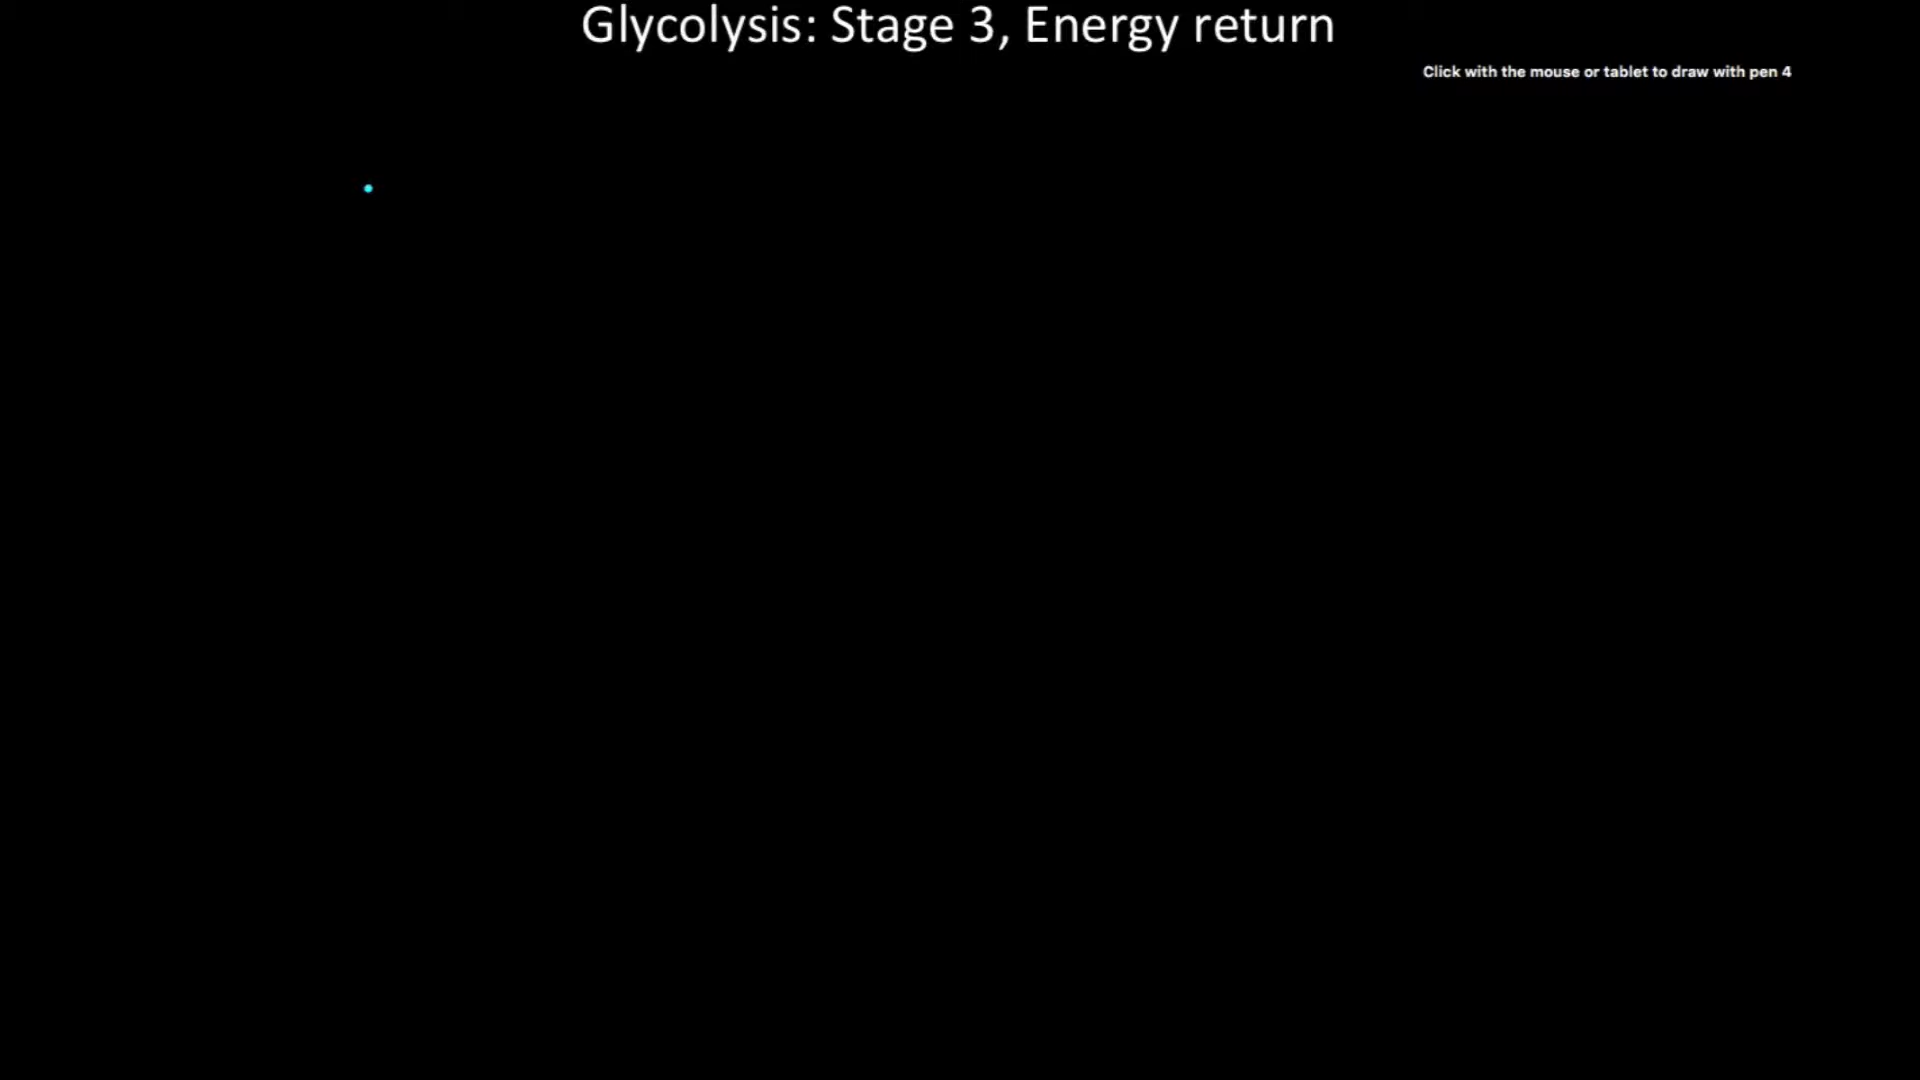 Glycolysis: Stage 3, Energy return
Click with the mouse or tablet to draw with pen 4